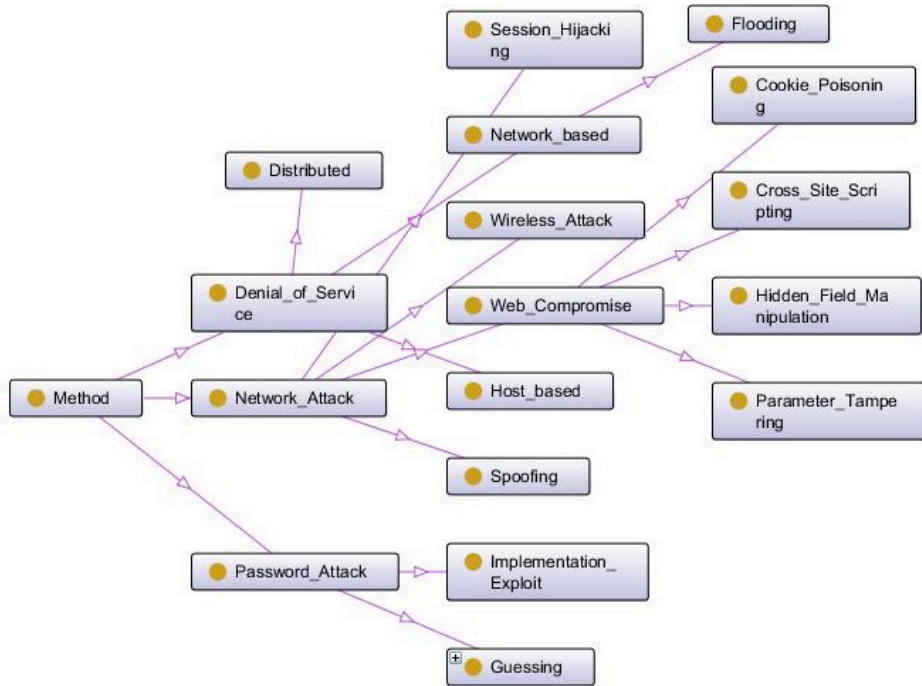 Session_Hijacki
ng
Flooding
Cookie_Poisonin
g
Network_based
Distributed
Cross_Site_Scri
pting
Wireless_Attack
Denial_of_Servi
ce
Web_Compromise
Hidden_Field_Ma
nipulation
Method
Network_Attack
Host_based
Parameter_Tampe
ring
Spoofing
Password_Attack
Implementation_
Exploit
Guessing